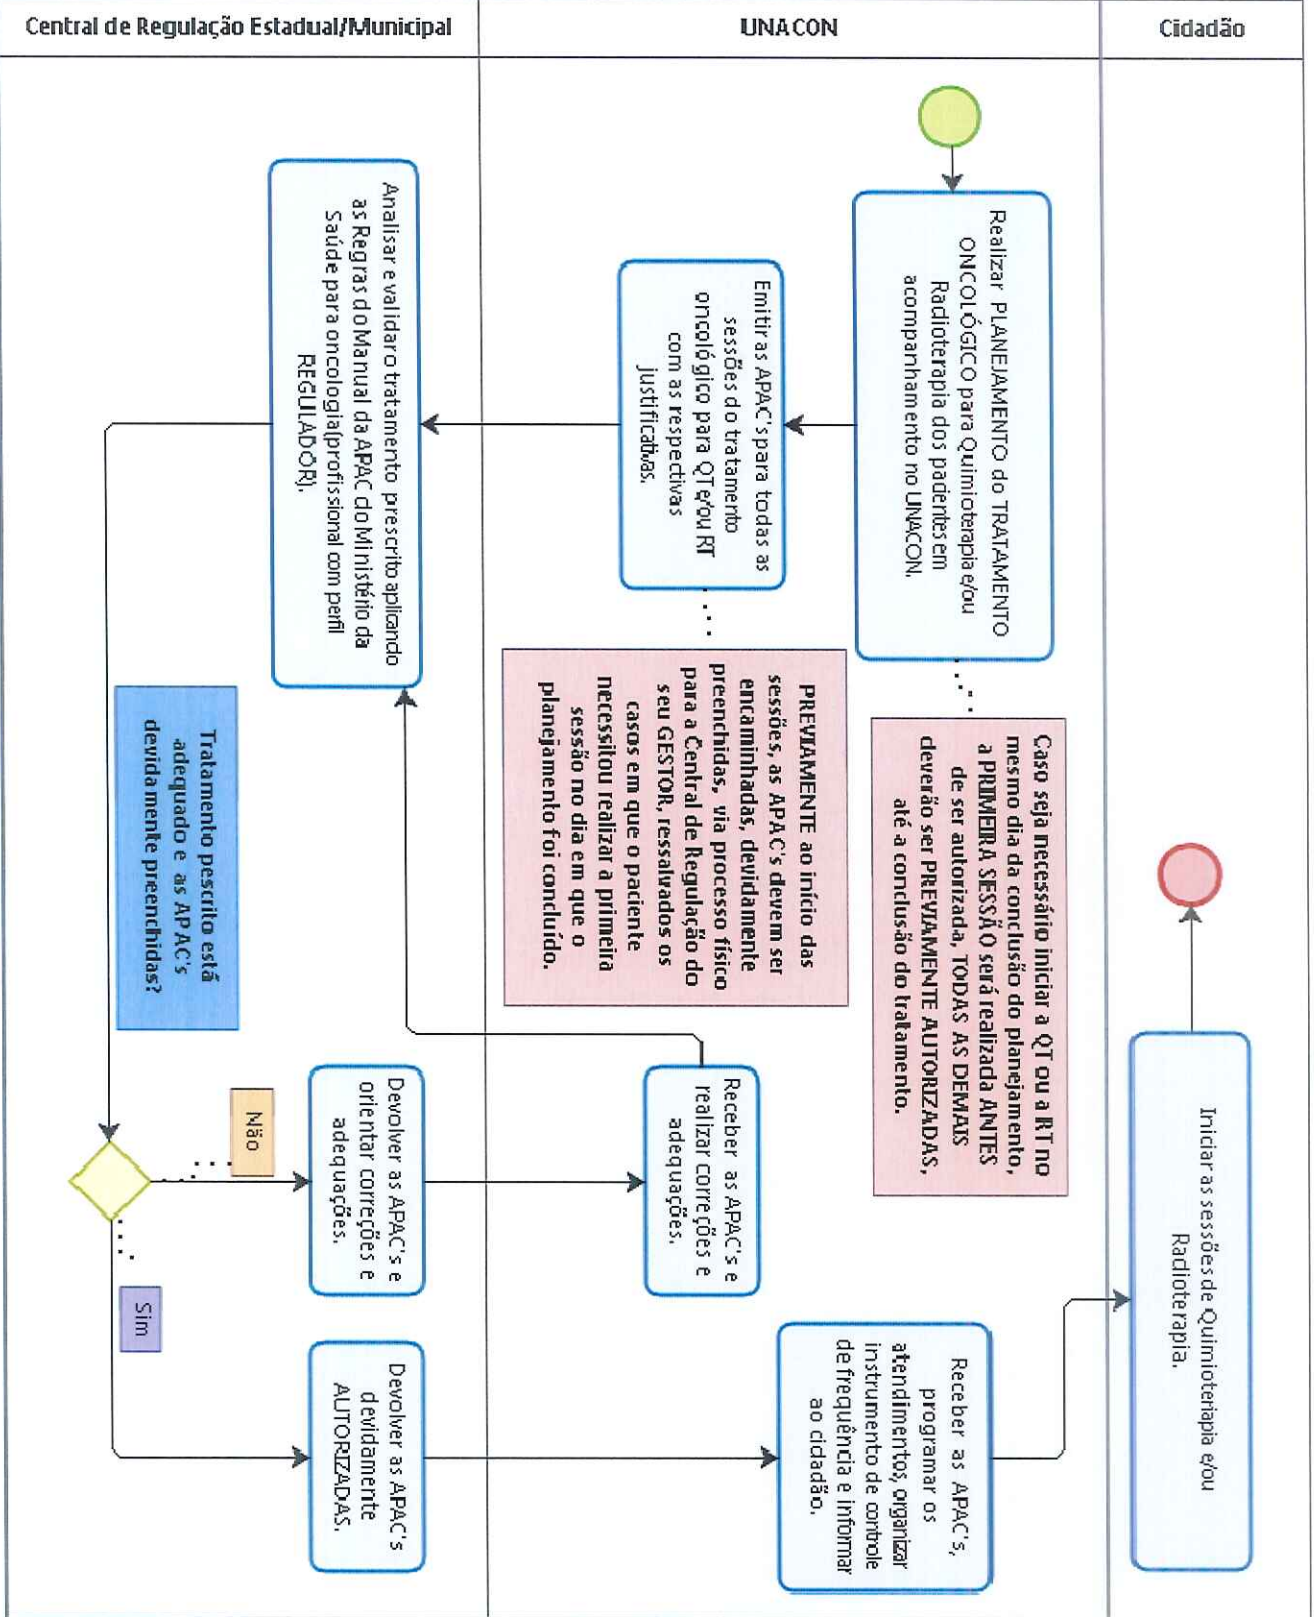 Central de Regulação Estadual/Municipal
UNACON
Cidadão
Realizar PLANEJAMENTO do TRATAMENTO
ONCOLÓGICO para Quimioterapia e/ou
Radioterapia dos pacientes em
acompanhamento no UNACON.
Caso seja necessário iniciar a QT ou a RT no
mesmo dia da conclusão do planejamento,
a PRIMEIRA SESSÃO será realizada ANTES
de ser autorizada, TODAS AS DEMAIS
deverão ser PREVIAMENTE AUTORIZADAS,
até a conclusão do tratamento.
Emitir as APAC's para todas as
sessões do tratamento
oncológico para QT e/ou RT
com as respectivas
justificativas.
PREVIAMENTE ao início das
sessões, as APAC's devem ser
encaminhadas, devidamente
preenchidas, via processo físico
para a Central de Regulação do
seu GESTOR, ressalvados os
casos em que o paciente
necessitou realizar a primeira
sessão no dia em que o
planejamento foi concluído.
Analisar e validar o tratamento prescrito aplicando
as Regras do Manual da APAC do Ministério da
Saúde para oncologia(profissional com perfil
REGULADOR).
Tratamento pescrito está
adequado e as APAC's
devidamente preenchidas?
Não
Devolver as APAC's e
orientar correções e
adequações.
Receber as APAC's e
realizar correções e
adequações.
Sim
Devolver as APAC's
devidamente
AUTORIZADAS.
Receber as APAC's,
programar os
atendimentos, organizar
instrumento de controle
de frequência e informar
ao cidadão.
Iniciar as sessões de Quimioteriapia e/ou
Radioterapia.